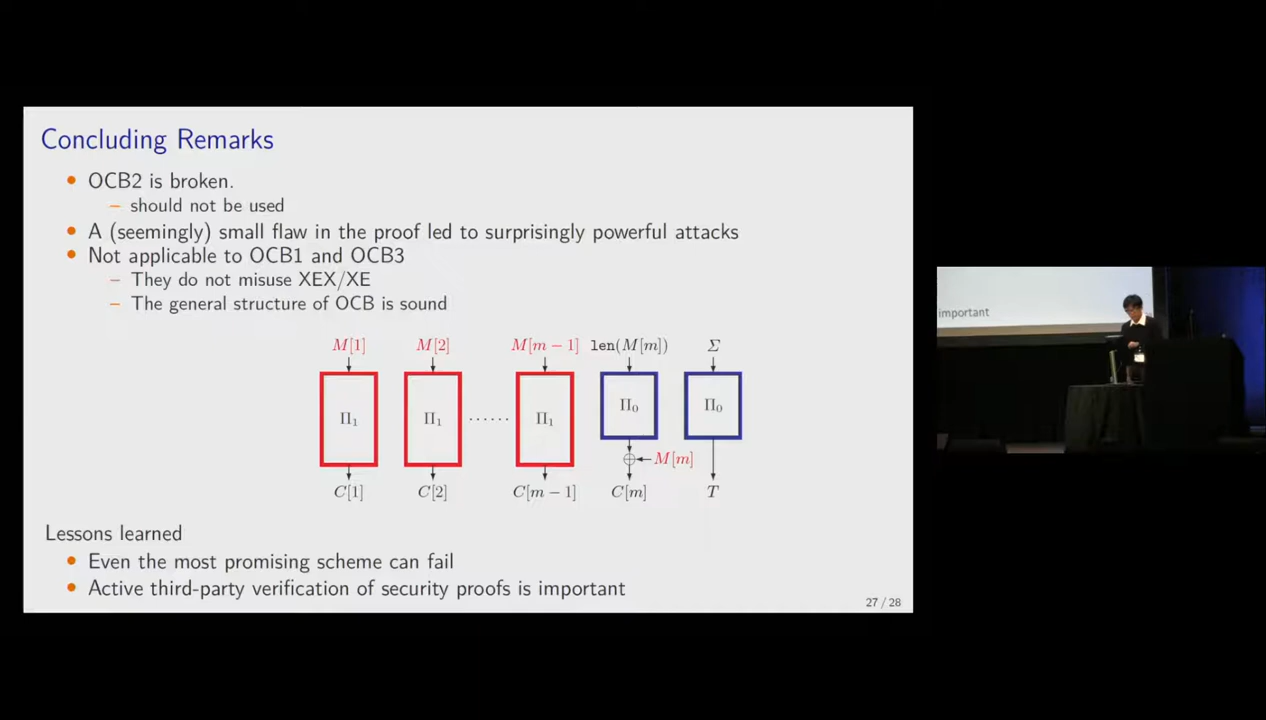 Concluding Remarks
• OCB2 is broken.
– should not be used
• A (seemingly) small flaw in the proof led to surprisingly powerful attacks
• Not applicable to OCB1 and OCB3
– They do not misuse XEX/XE
– The general structure of OCB is sound
M[1] M[2] M[m − 1] len(M[m]) Σ
Π₁ Π₁ ······ Π₁ Π₀ Π₀
⊕ M[m]
C[1] C[2] C[m − 1] C[m] T
Lessons learned
• Even the most promising scheme can fail
• Active third-party verification of security proofs is important
27 / 28
important